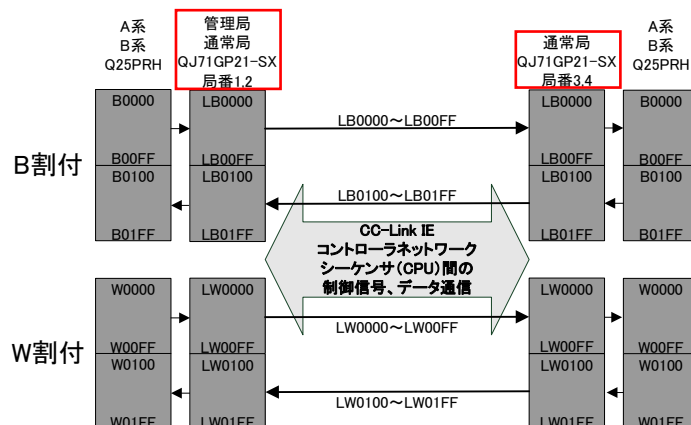 A系
B系
Q25PRH
管理局
通常局
QJ71GP21-SX
局番1,2
通常局
QJ71GP21-SX
局番3,4
A系
B系
Q25PRH
B割付
B0000
B00FF
B0100
B01FF
LB0000
LB00FF
LB0100
LB01FF
LB0000～LB00FF
LB0100～LB01FF
LB0000
LB00FF
LB0100
LB01FF
B0000
B00FF
B0100
B01FF
CC-Link IE
コントローラネットワーク
シーケンサ(CPU)間の
制御信号、データ通信
W割付
W0000
W00FF
W0100
W01FF
LW0000
LW00FF
LW0100
LW01FF
LW0000～LW00FF
LW0100～LW01FF
LW0000
LW00FF
LW0100
LW01FF
W0000
W00FF
W0100
W01FF